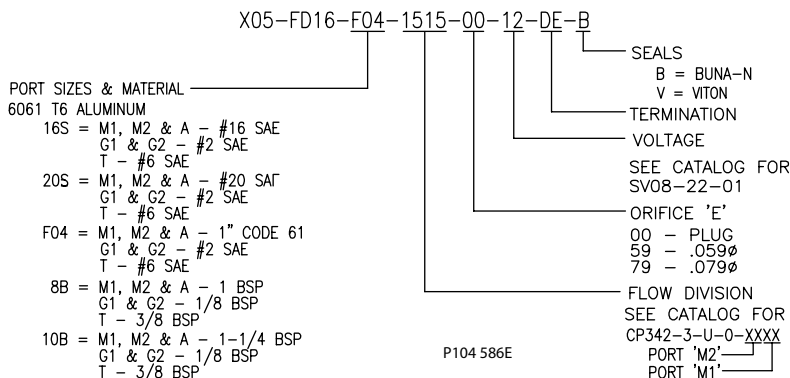 X05-FD16-F04-1515-00-12-DE-B
PORT SIZES & MATERIAL
6061 T6 ALUMINUM
16S = M1, M2 & A - #16 SAE
G1 & G2 - #2 SAE
T - #6 SAE
20S = M1, M2 & A - #20 SAE
G1 & G2 - #2 SAE
T - #6 SAE
F04 = M1, M2 & A - 1" CODE 61
G1 & G2 - #2 SAE
T - #6 SAE
8B = M1, M2 & A - 1 BSP
G1 & G2 - 1/8 BSP
T - 3/8 BSP
10B = M1, M2 & A - 1-1/4 BSP
G1 & G2 - 1/8 BSP
T - 3/8 BSP
SEALS
B = BUNA-N
V = VITON
TERMINATION
VOLTAGE
SEE CATALOG FOR
SV08-22-01
ORIFICE 'E'
00 - PLUG
59 - .059ø
79 - .079ø
FLOW DIVISION
SEE CATALOG FOR
CP342-3-U-0-XXXX
PORT 'M2'
PORT 'M1'
P104 586E